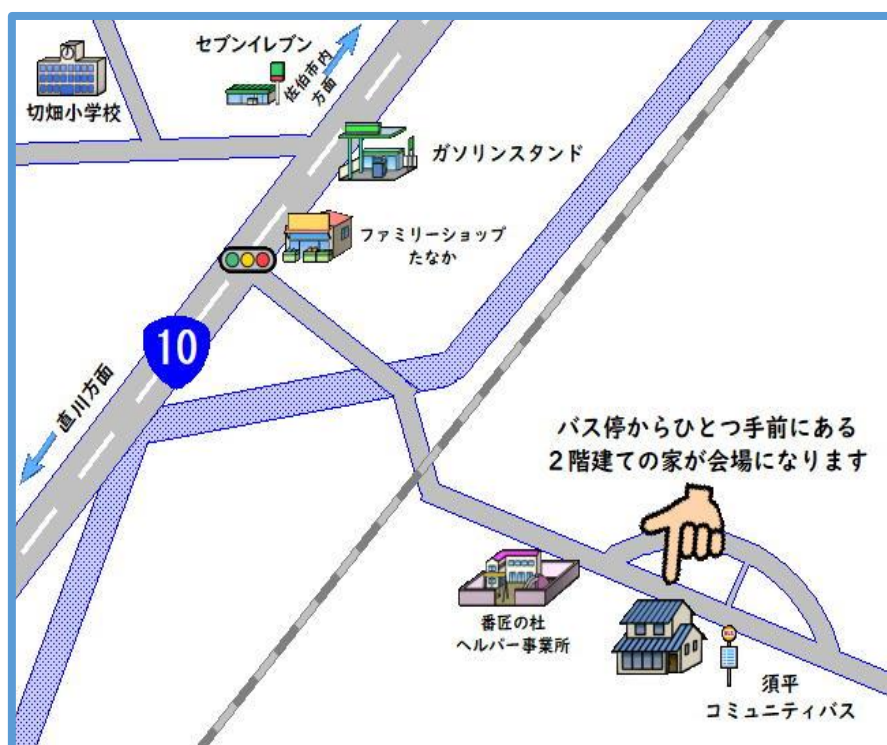 セブンイレブン
佐伯市内
方面
切畑小学校
ガソリンスタンド
ファミリーショップ
たなか
10
直川方面
バス停からひとつ手前にある
２階建ての家が会場になります
番匠の杜
ヘルパー事業所
BUS
須平
コミュニティバス